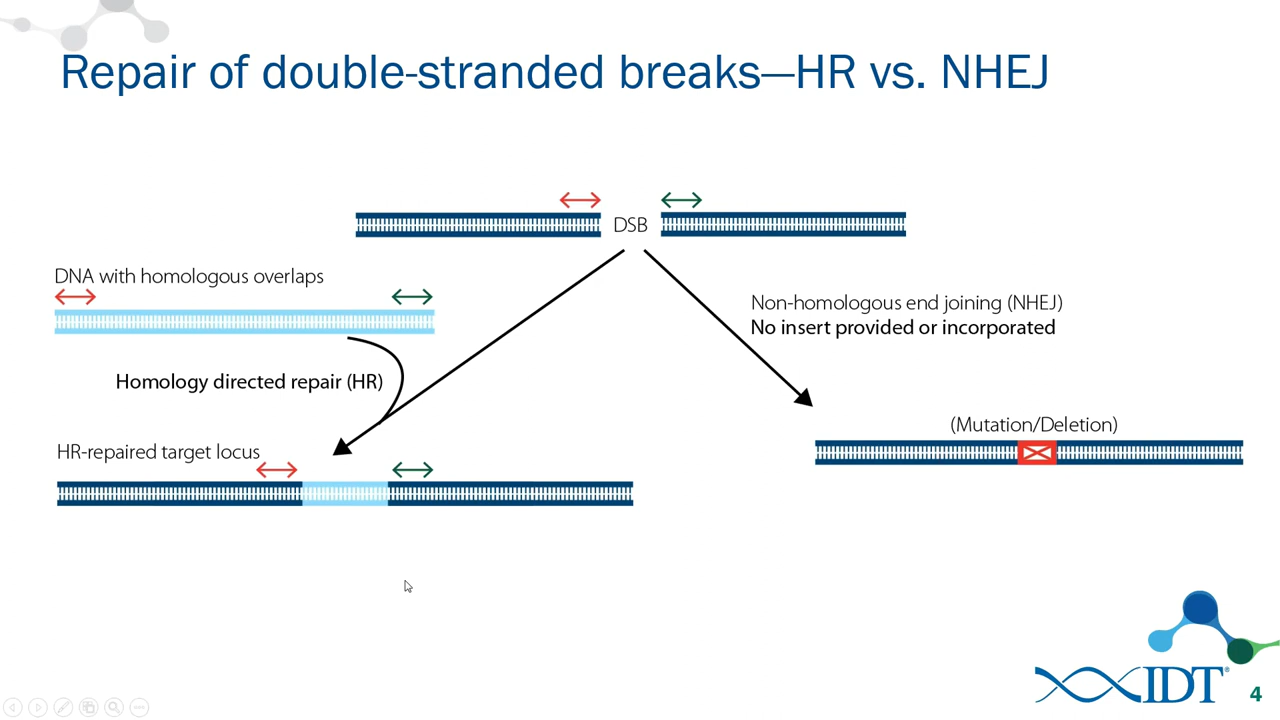 Repair of double-stranded breaks—HR vs. NHEJ
DSB
DNA with homologous overlaps
Non-homologous end joining (NHEJ)
No insert provided or incorporated
Homology directed repair (HR)
(Mutation/Deletion)
HR-repaired target locus
IDT®
4